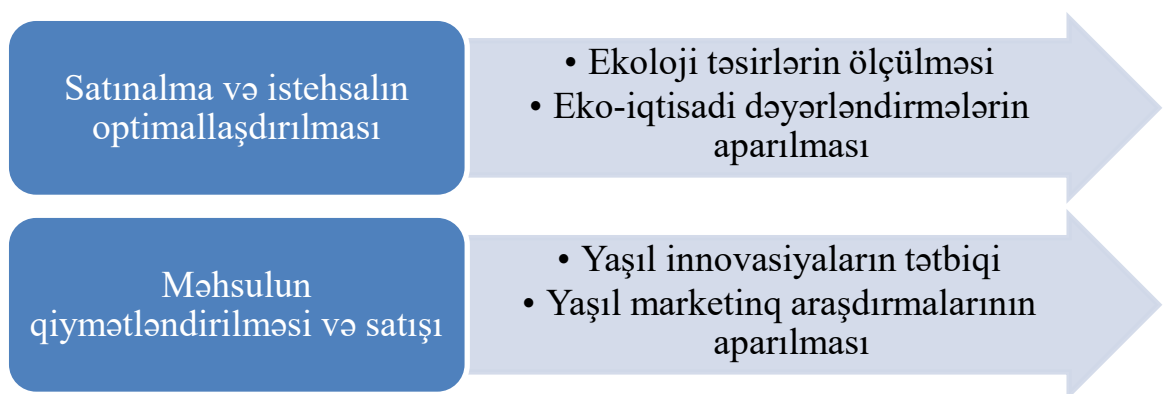 Satınalma və istehsalın
optimallaşdırılması
• Ekoloji təsirlərin ölçülməsi
• Eko-iqtisadi dəyərləndirmələrin
aparılması
Məhsulun
qiymətləndirilməsi və satışı
• Yaşıl innovasiyaların tətbiqi
• Yaşıl marketinq araşdırmalarının
aparılması